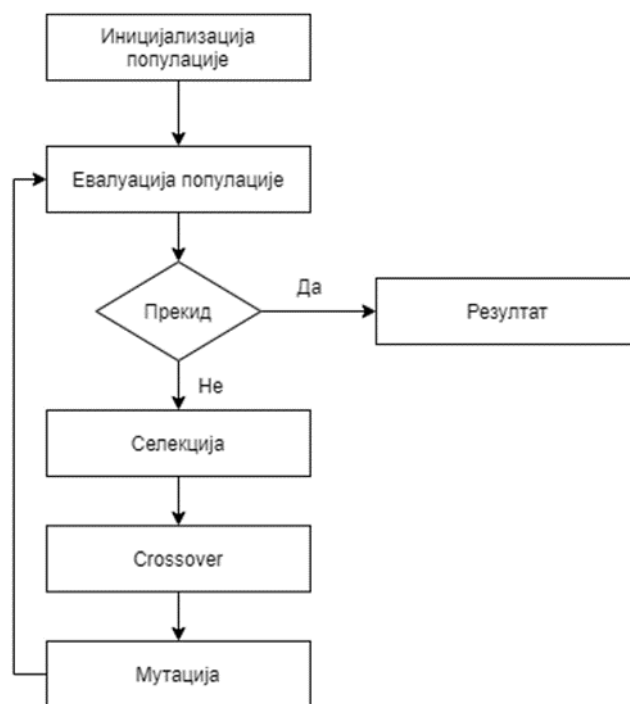 Иницијализација
популације
Евалуација популације
Прекид
Да
Резултат
Не
Селекција
Crossover
Мутација